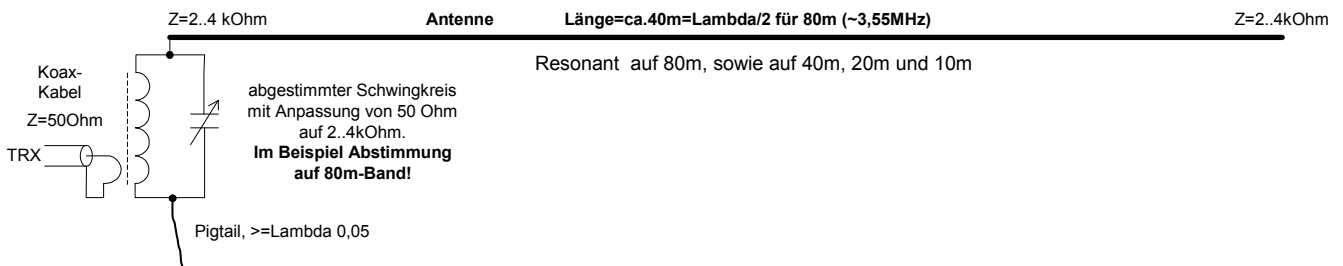 Z=2..4 kOhm Antenne Länge=ca.40m=Lambda/2 für 80m (~3,55MHz) Z=2..4kOhm
Resonant auf 80m, sowie auf 40m, 20m und 10m
Koax-
Kabel
Z=50Ohm
TRX
abgestimmter Schwingkreis
mit Anpassung von 50 Ohm
auf 2..4kOhm.
Im Beispiel Abstimmung
auf 80m-Band!
Pigtail, >=Lambda 0,05